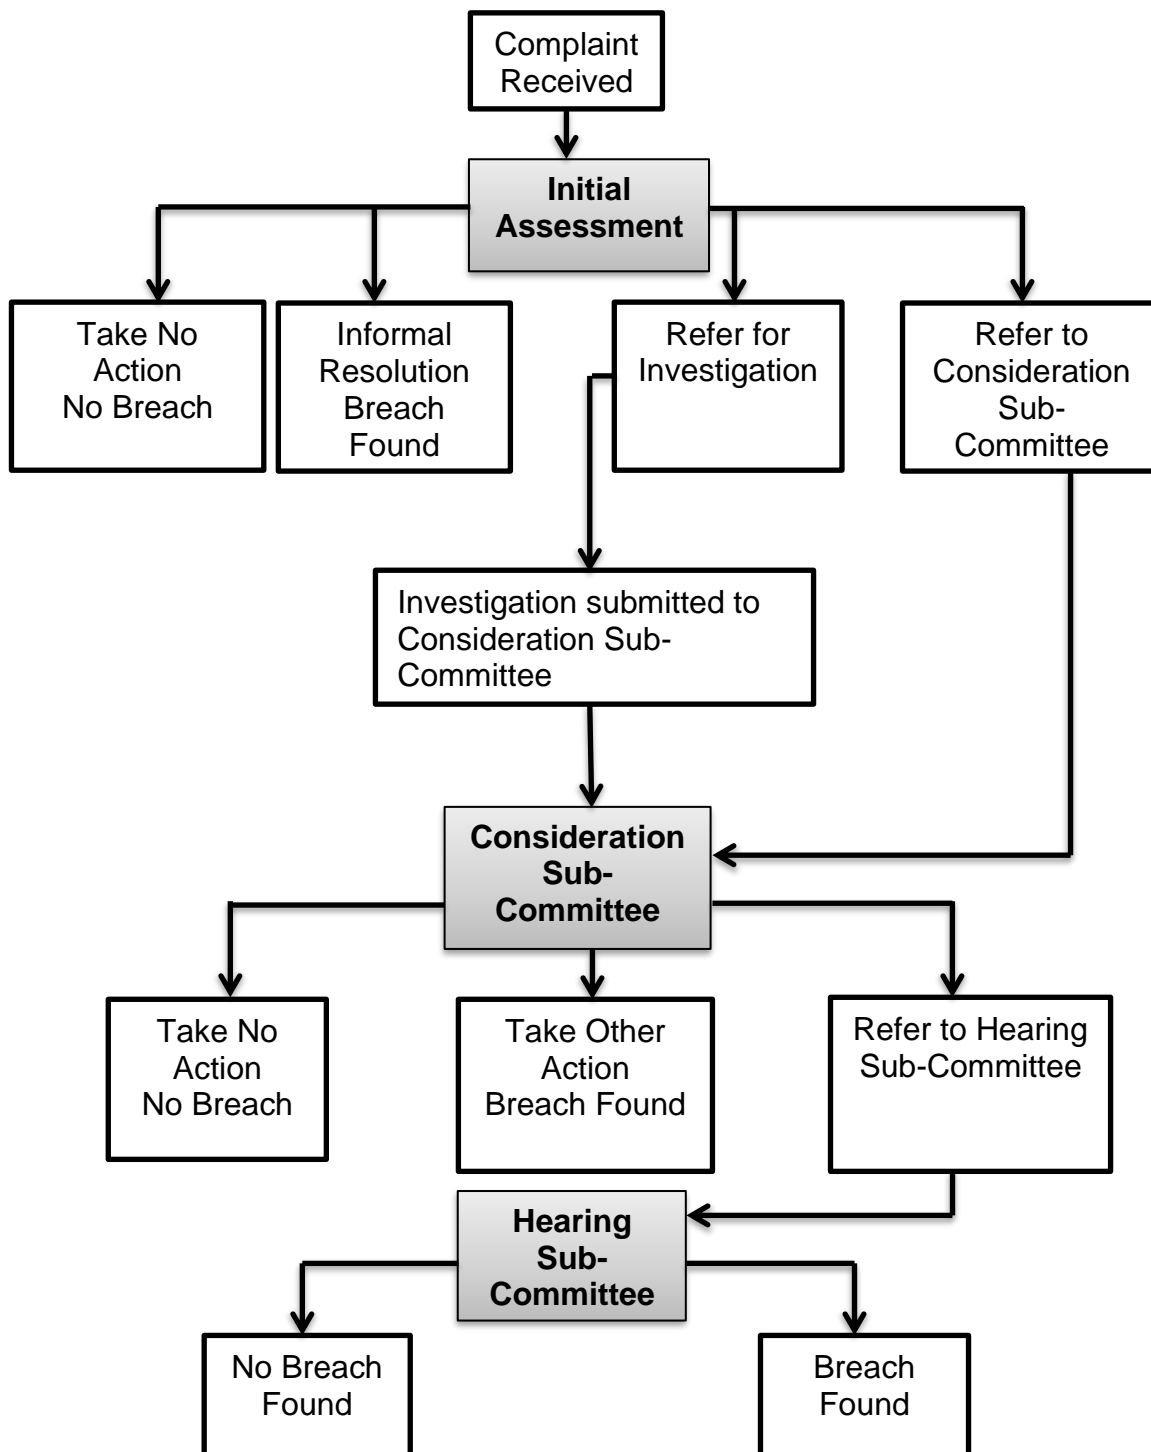 Complaint
Received
Initial
Assessment
Take No
Action
No Breach
Informal
Resolution
Breach
Found
Refer for
Investigation
Refer to
Consideration
Sub-
Committee
Investigation submitted to
Consideration Sub-
Committee
Consideration
Sub-
Committee
Take No
Action
No Breach
Take Other
Action
Breach Found
Refer to Hearing
Sub-Committee
Hearing
Sub-
Committee
No Breach
Found
Breach
Found